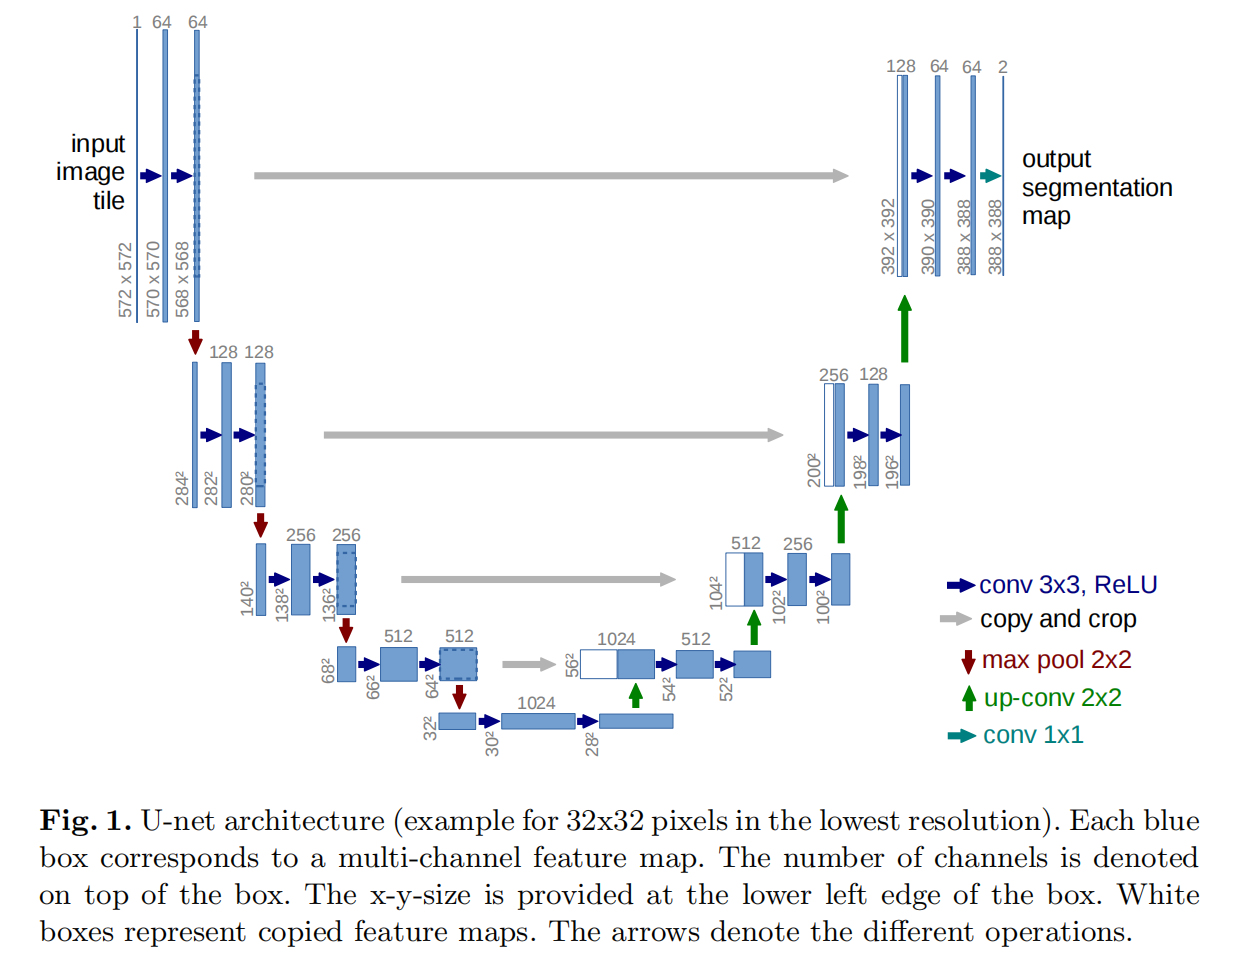 1 64 64
128 64 64 2
input
image
tile
output
segmentation
map
572 x 572
570 x 570
568 x 568
392 x 392
390 x 390
388 x 388
388 x 388
128 128
256 128
284²
282²
280²
200²
198²
196²
256 256
512 256
140²
138²
136²
104²
102²
100²
512 512
1024 512
68²
66²
64²
56²
54²
52²
1024
32²
30²
28²
conv 3x3, ReLU
copy and crop
max pool 2x2
up-conv 2x2
conv 1x1
Fig. 1. U-net architecture (example for 32x32 pixels in the lowest resolution). Each blue
box corresponds to a multi-channel feature map. The number of channels is denoted
on top of the box. The x-y-size is provided at the lower left edge of the box. White
boxes represent copied feature maps. The arrows denote the different operations.